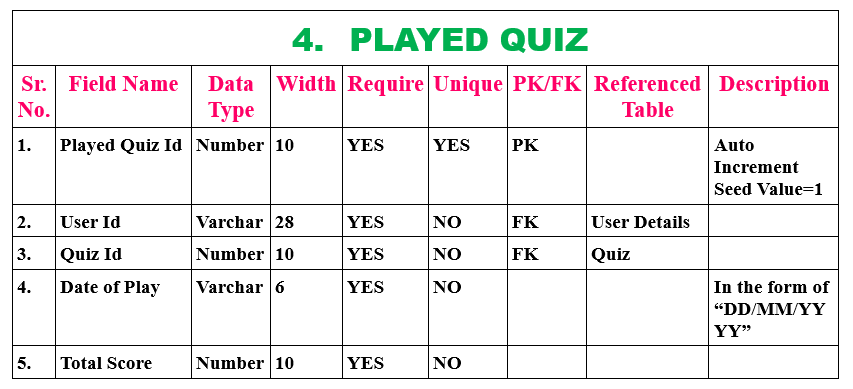 4. PLAYED QUIZ
Sr. No. Field Name Data Type Width Require Unique PK/FK Referenced Table Description
1. Played Quiz Id Number 10 YES YES PK Auto Increment Seed Value=1
2. User Id Varchar 28 YES NO FK User Details
3. Quiz Id Number 10 YES NO FK Quiz
4. Date of Play Varchar 6 YES NO In the form of “DD/MM/YYYY”
5. Total Score Number 10 YES NO